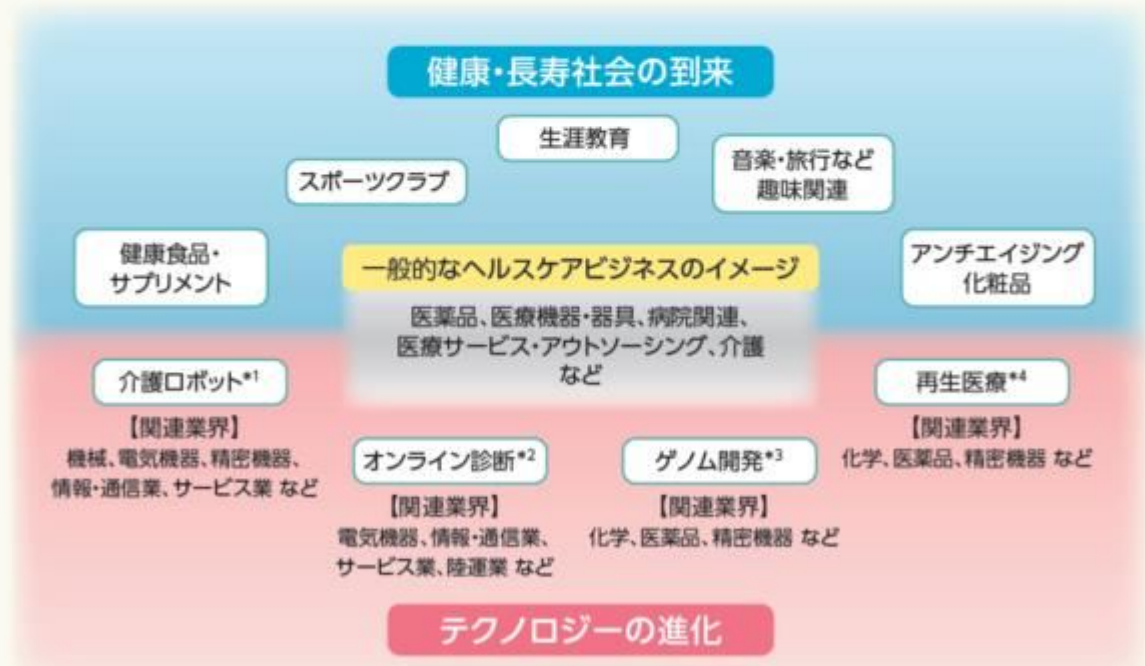 健康・長寿社会の到来
生涯教育
スポーツクラブ
音楽・旅行など
趣味関連
健康食品・
サプリメント
一般的なヘルスケアビジネスのイメージ
医薬品、医療機器・器具、病院関連、
医療サービス・アウトソーシング、介護
など
アンチエイジング
化粧品
介護ロボット*1
【関連業界】
機械、電気機器、精密機器、
情報・通信業、サービス業 など
オンライン診断*2
【関連業界】
電気機器、情報・通信業、
サービス業、陸運業 など
ゲノム開発*3
【関連業界】
化学、医薬品、精密機器 など
再生医療*4
【関連業界】
化学、医薬品、精密機器 など
テクノロジーの進化